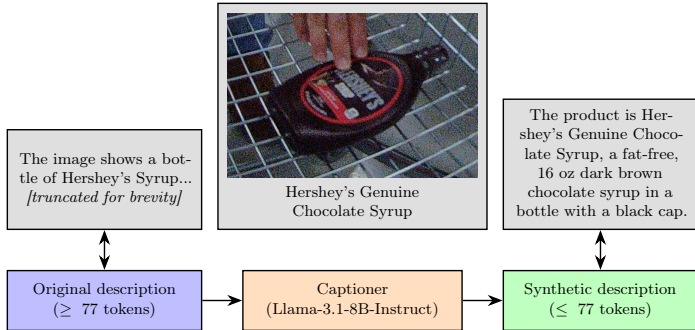 The image shows a bot-
tle of Hershey's Syrup...
[truncated for brevity]
HERSHEY'S
Hershey's Genuine
Chocolate Syrup
The product is Her-
shey's Genuine Choco-
late Syrup, a fat-free,
16 oz dark brown
chocolate syrup in a
bottle with a black cap.
Original description
(≥ 77 tokens)
Captioner
(Llama-3.1-8B-Instruct)
Synthetic description
(≤ 77 tokens)